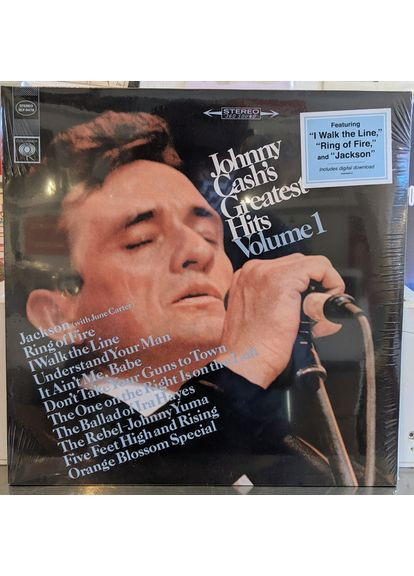 STEREO
COLUMBIA
STEREO
360 SOUND
Johnny
Cash's
Greatest
Hits
Volume 1
Featuring
"I Walk the Line,"
"Ring of Fire,"
and "Jackson"
Includes digital download
Jackson (with June Carter)
Ring of Fire
I Walk the Line
Understand Your Man
It Ain't Me, Babe
Don't Take Your Guns to Town
The One on the Right Is on the Left
The Ballad of Ira Hayes
The Rebel-Johnny Yuma
Five Feet High and Rising
Orange Blossom Special